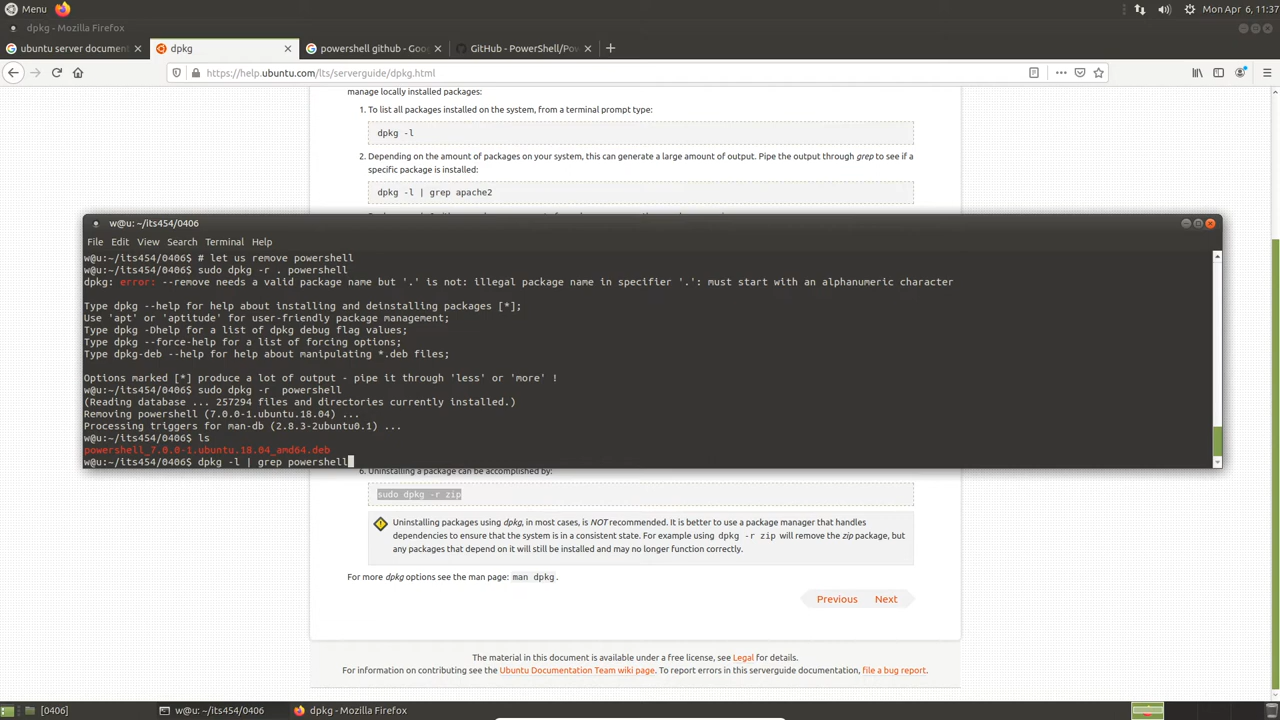 Menu
Mon Apr 6, 11:37
dpkg - Mozilla Firefox
ubuntu server document
dpkg
powershell github - Goo
GitHub - PowerShell/Pow
https://help.ubuntu.com/lts/serverguide/dpkg.html
manage locally installed packages:
1. To list all packages installed on the system, from a terminal prompt type:
dpkg -l
2. Depending on the amount of packages on your system, this can generate a large amount of output. Pipe the output through grep to see if a
specific package is installed:
dpkg -l | grep apache2
w@u: ~/its454/0406
File Edit View Search Terminal Help
w@u:~/its454/0406$ # let us remove powershell
w@u:~/its454/0406$ sudo dpkg -r . powershell
dpkg: error: --remove needs a valid package name but '.' is not: illegal package name in specifier '.': must start with an alphanumeric character
Type dpkg --help for help about installing and deinstalling packages [*];
Use 'apt' or 'aptitude' for user-friendly package management;
Type dpkg -Dhelp for a list of dpkg debug flag values;
Type dpkg --force-help for a list of forcing options;
Type dpkg-deb --help for help about manipulating *.deb files;
Options marked [*] produce a lot of output - pipe it through 'less' or 'more' !
w@u:~/its454/0406$ sudo dpkg -r  powershell
(Reading database ... 257294 files and directories currently installed.)
Removing powershell (7.0.0-1.ubuntu.18.04) ...
Processing triggers for man-db (2.8.3-2ubuntu0.1) ...
w@u:~/its454/0406$ ls
powershell_7.0.0-1.ubuntu.18.04_amd64.deb
w@u:~/its454/0406$ dpkg -l | grep powershell
6. Uninstalling a package can be accomplished by:
sudo dpkg -r zip
Uninstalling packages using dpkg, in most cases, is NOT recommended. It is better to use a package manager that handles
dependencies to ensure that the system is in a consistent state. For example using dpkg -r zip will remove the zip package, but
any packages that depend on it will still be installed and may no longer function correctly.
For more dpkg options see the man page: man dpkg.
Previous Next
The material in this document is available under a free license, see Legal for details.
For information on contributing see the Ubuntu Documentation Team wiki page. To report errors in this serverguide documentation, file a bug report.
[0406]
w@u: ~/its454/0406
dpkg - Mozilla Firefox